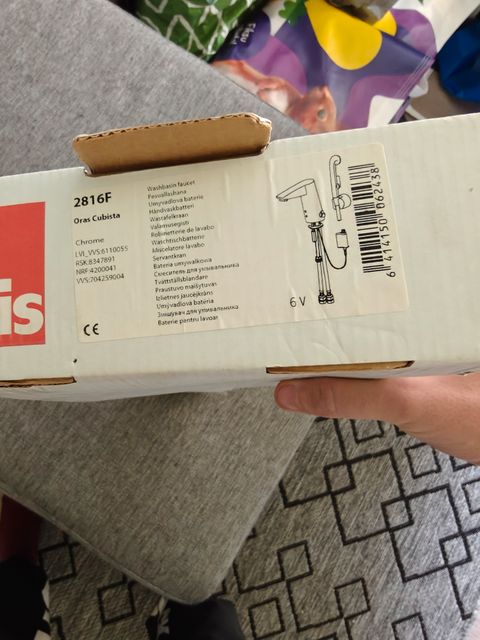 2816F
Oras Cubista
Chrome
LVI_VVS:6110055
RSK:8347891
NRF:4200041
VVS:704259004
CE
Washbasin faucet
Pesuallashana
Umyvadlová baterie
Håndvaskbatteri
Wastafelkraan
Valamusegisti
Robinetterie de lavabo
Waschtischbatterie
Miscelatore lavabo
Servantkran
Bateria umywalkowa
Смеситель для умывальника
Tvättställsblandare
Praustuvo maišytuvas
Izlietnes jaucējkrāns
Umývadlová batéria
Змішувач для умивальника
Baterie pentru lavoar
6 V
6 414150 062438
is